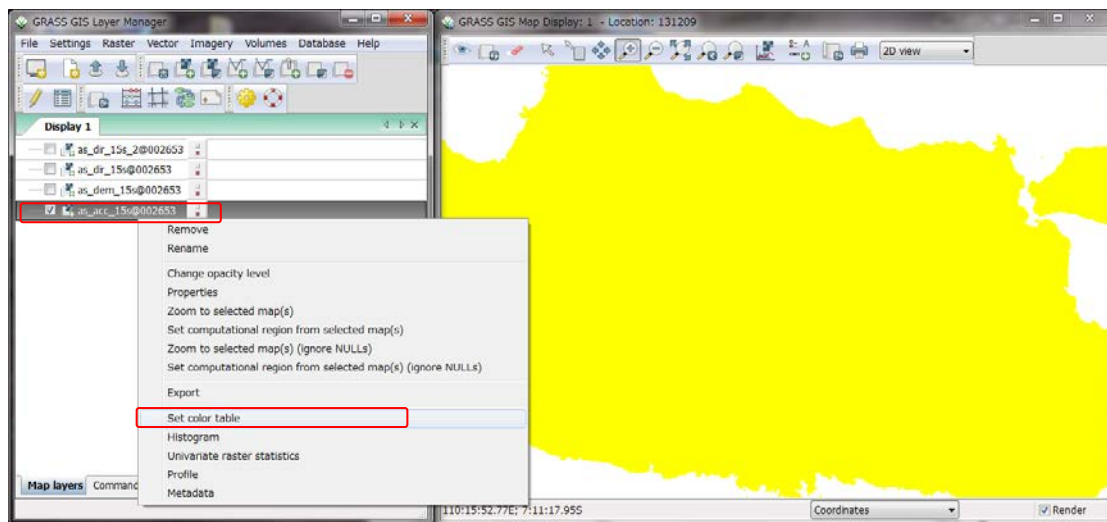 GRASS GIS Layer Manager
File Settings Raster Vector Imagery Volumes Database Help
Display 1
as_dir_15s_2@002653
as_dir_15s@002653
as_dem_15s@002653
as_acc_15s@002653
Remove
Rename
Change opacity level
Properties
Zoom to selected map(s)
Set computational region from selected map(s)
Zoom to selected map(s) (ignore NULLs)
Set computational region from selected map(s) (ignore NULLs)
Export
Set color table
Histogram
Univariate raster statistics
Profile
Metadata
Map layers Command
GRASS GIS Map Display: 1 - Location: 131209
2D view
110:15:52.77E; 7:11:17.95S
Coordinates
Render